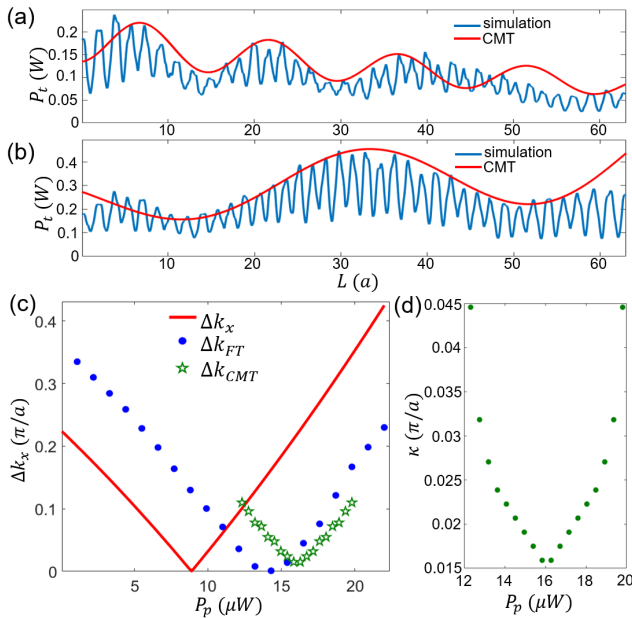 (a)
simulation
CMT
P_t (W)
0.2
0.15
0.1
0.05
0
10
20
30
40
50
60
(b)
simulation
CMT
P_t (W)
0.4
0.3
0.2
0.1
0
10
20
30
40
50
60
L (a)
(c)
Δk_x
Δk_FT
Δk_CMT
Δk_x (π/a)
0.4
0.3
0.2
0.1
0
5
10
15
20
P_p (μW)
(d)
κ (π/a)
0.045
0.04
0.035
0.03
0.025
0.02
0.015
12
14
16
18
20
P_p (μW)